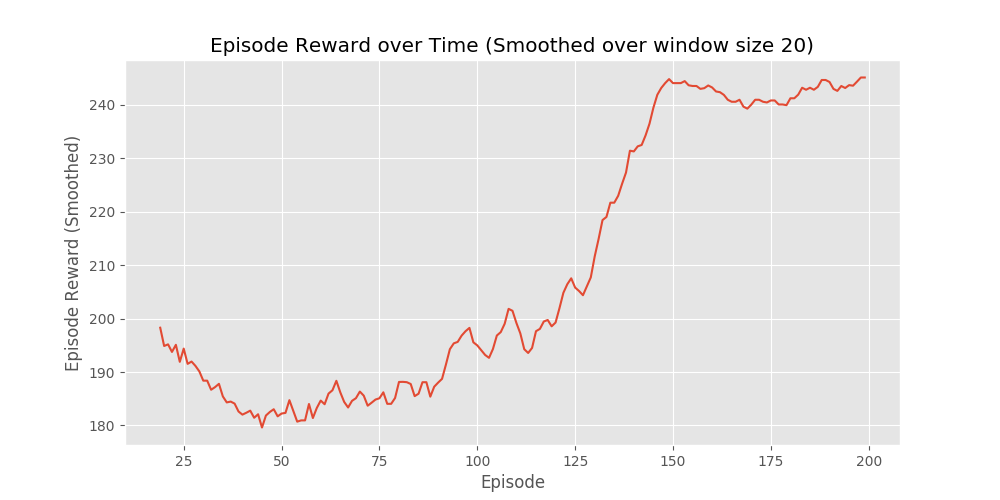 Episode Reward over Time (Smoothed over window size 20)
Episode Reward (Smoothed)
240
230
220
210
200
190
180
25 50 75 100 125 150 175 200
Episode